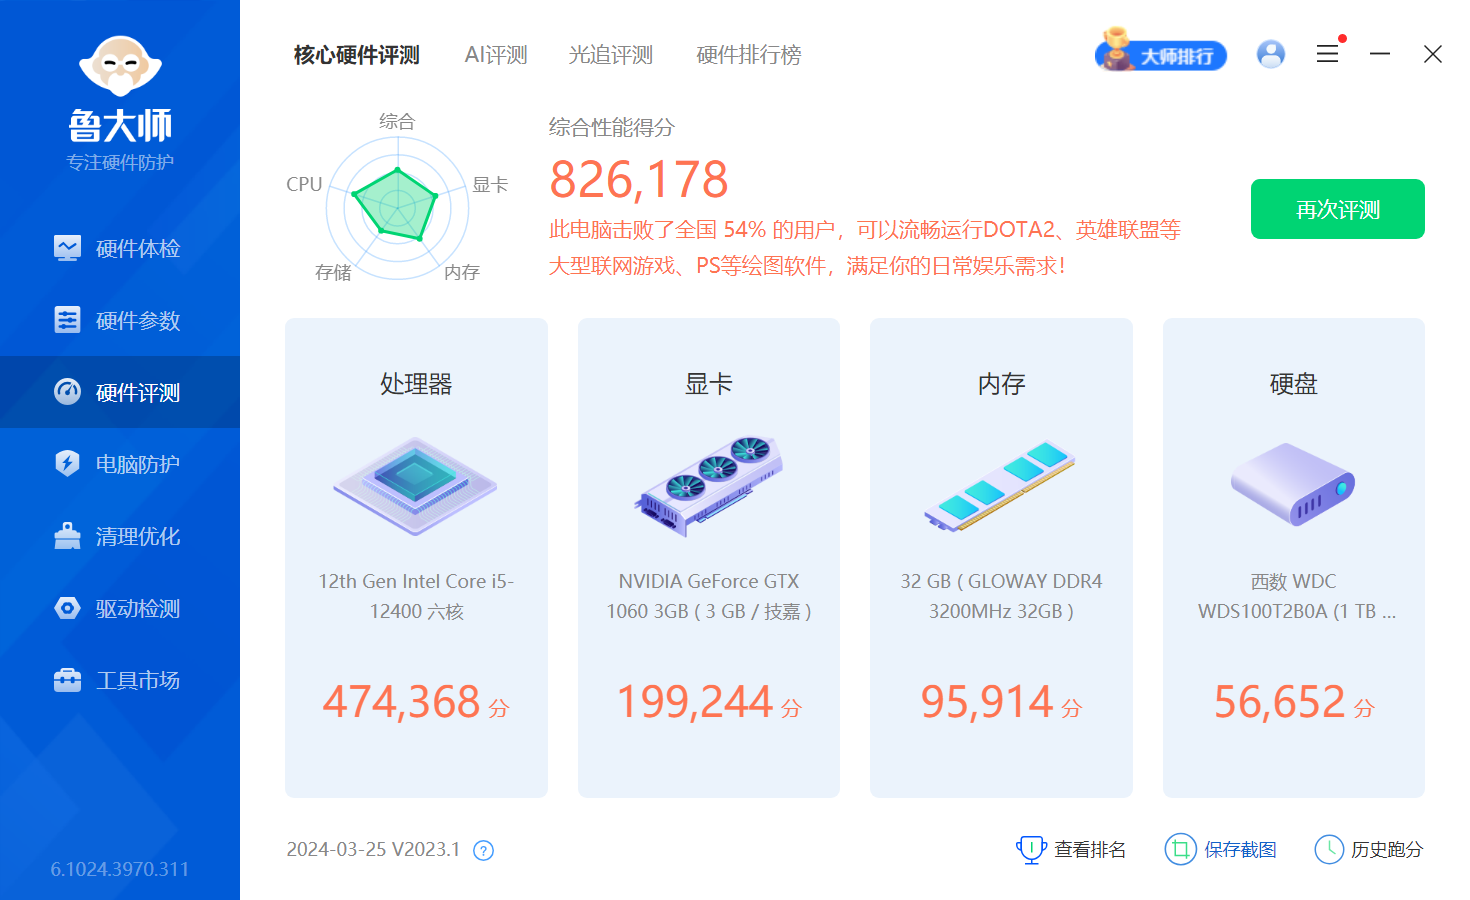 鲁大师
专注硬件防护
硬件体检
硬件参数
硬件评测
电脑防护
清理优化
驱动检测
工具市场
6.1024.3970.311
核心硬件评测 AI评测 光追评测 硬件排行榜
大师排行
综合
CPU
显卡
存储
内存
综合性能得分
826,178
此电脑击败了全国 54% 的用户，可以流畅运行DOTA2、英雄联盟等
大型联网游戏、PS等绘图软件，满足你的日常娱乐需求！
再次评测
处理器
12th Gen Intel Core i5-
12400 六核
474,368 分
显卡
NVIDIA GeForce GTX
1060 3GB ( 3 GB / 技嘉 )
199,244 分
内存
32 GB ( GLOWAY DDR4
3200MHz 32GB )
95,914 分
硬盘
西数 WDC
WDS100T2B0A (1 TB ...
56,652 分
2024-03-25 V2023.1 ?
查看排名
保存截图
历史跑分